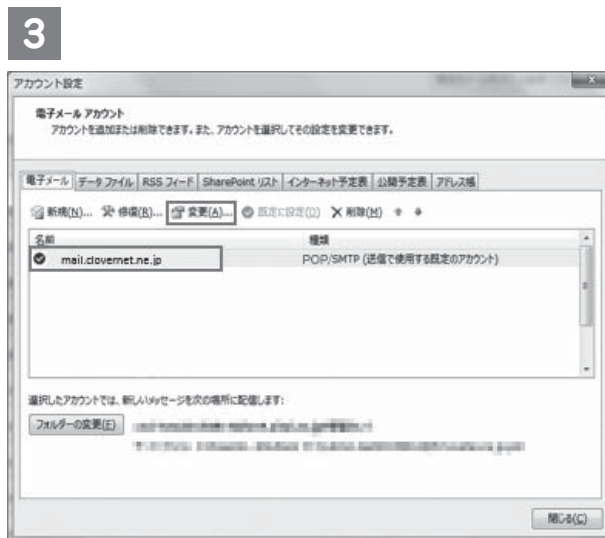 3
アカウント設定
電子メール アカウント
アカウントを追加または削除できます。また、アカウントを選択してその設定を変更できます。
電子メール データ ファイル RSS フィード SharePoint リスト インターネット予定表 公開予定表 アドレス帳
新規(N)... 修復(R)... 変更(A)... 既定に設定(D) 削除(M)
名前 種類
mail.clovernet.ne.jp POP/SMTP (送信で使用する既定のアカウント)
選択したアカウントでは、新しいメッセージを次の場所に配信します:
フォルダーの変更(F)
閉じる(C)